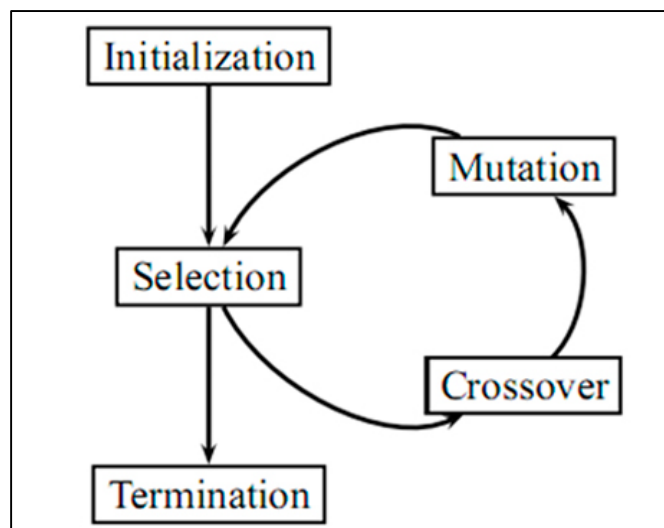 Initialization
Mutation
Selection
Crossover
Termination